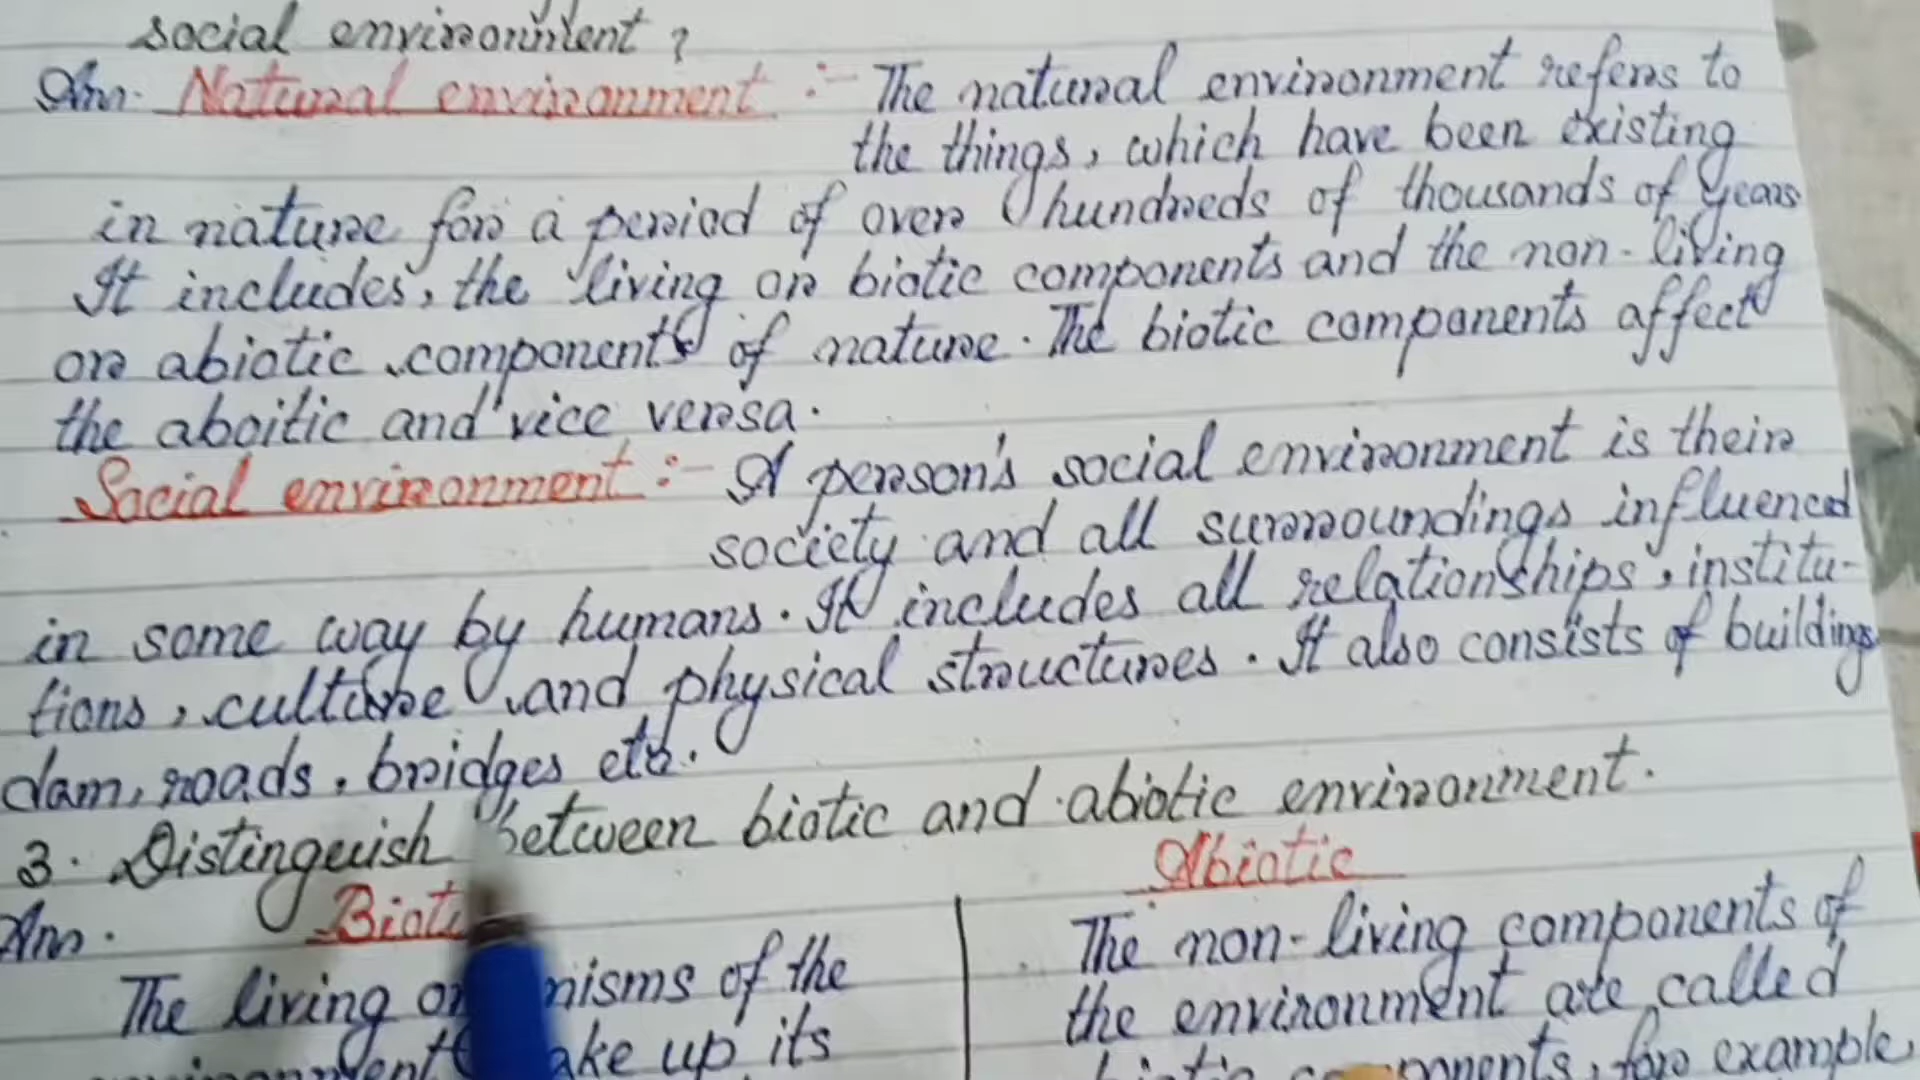 social environment ?
Ans. Natural environment :- The natural environment refers to
the things, which have been existing
in nature for a period of over hundreds of thousands of years
It includes, the living or biotic components and the non-living
or abiotic components of nature. The biotic components affect
the aboitic and vice versa.
Social environment :- A person's social environment is their
society and all surroundings influenced
in some way by humans. It includes all relationships, institu-
tions, culture and physical structures. It also consists of buildings
dam, roads, bridges etc.
3. Distinguish between biotic and abiotic environment.
Ans. Abiotic
The living of the The non-living components of
up its the environment are called
for example,